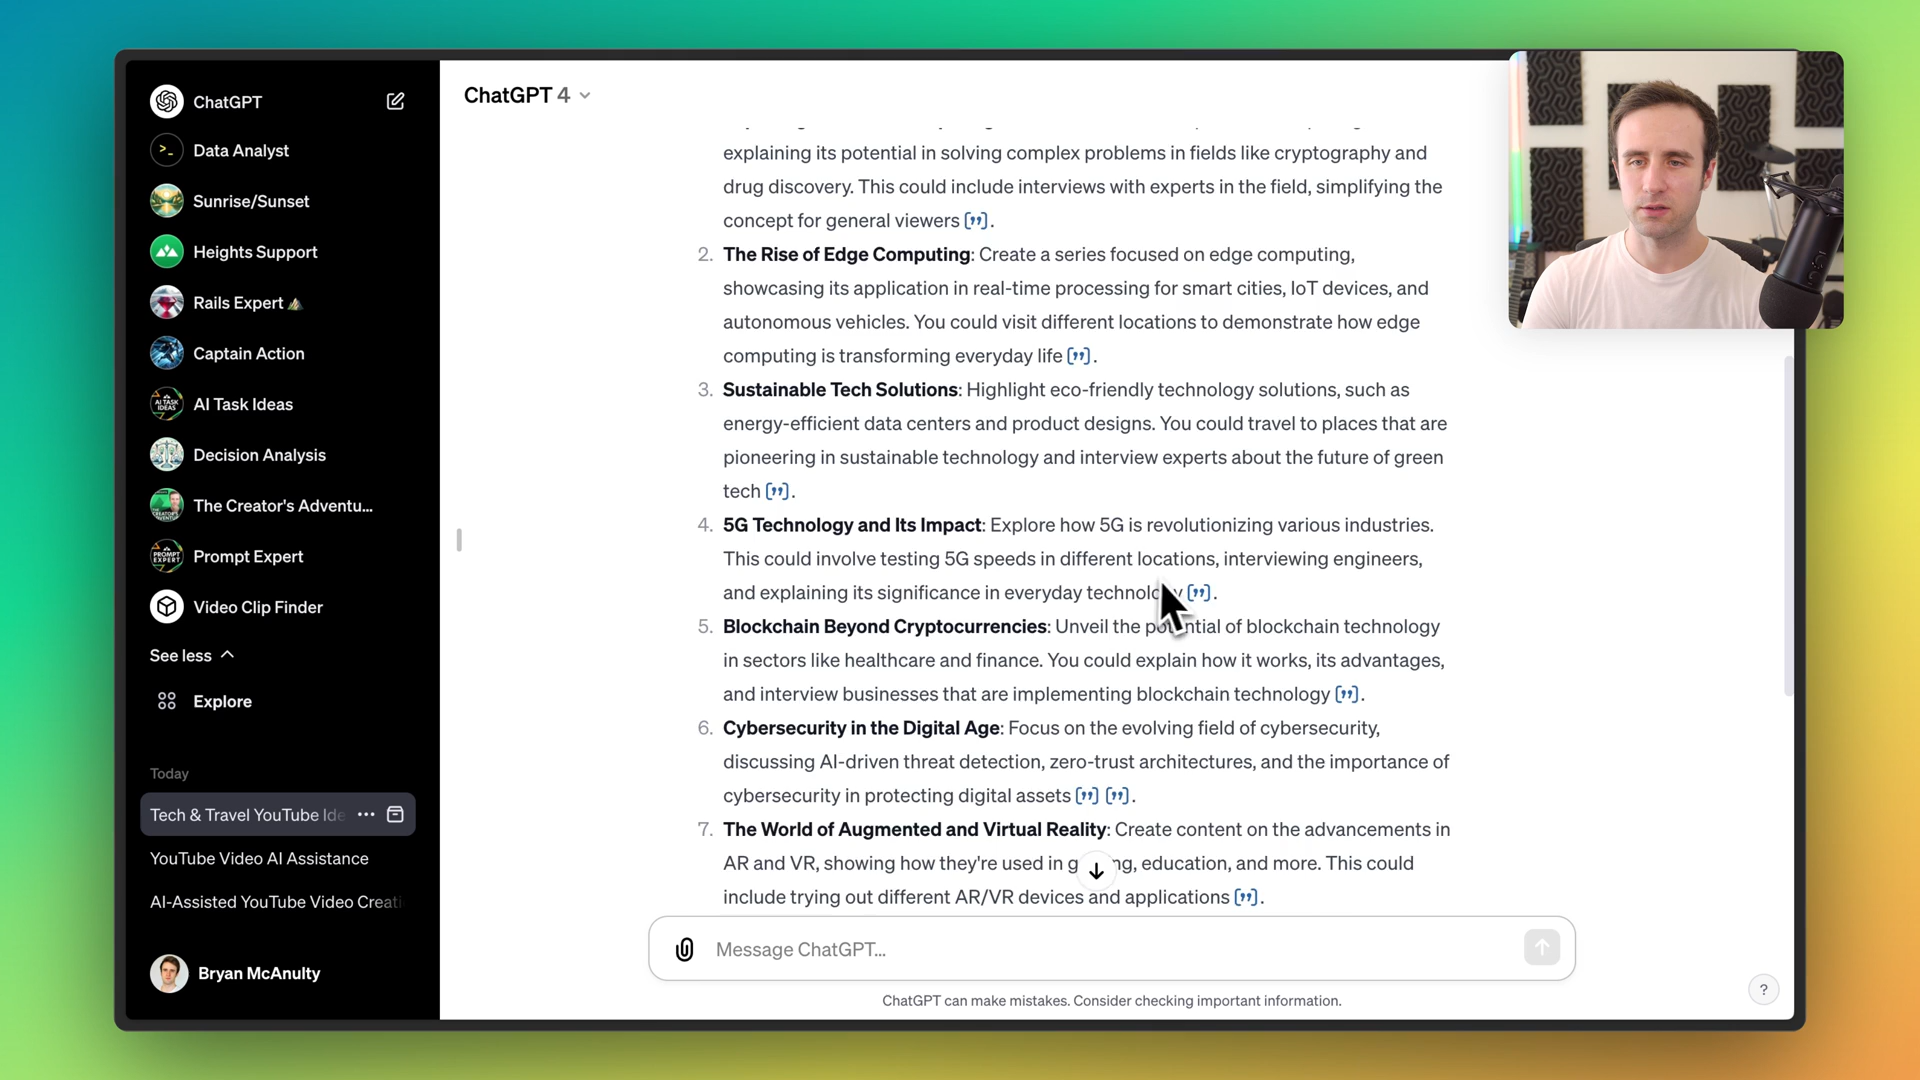 ChatGPT
Data Analyst
Sunrise/Sunset
Heights Support
Rails Expert
Captain Action
AI TASK IDEAS
AI Task Ideas
Decision Analysis
The Creator's Adventu...
PROMPT EXPERT
Prompt Expert
Video Clip Finder
See less
Explore
Today
Tech & Travel YouTube Ide
YouTube Video AI Assistance
AI-Assisted YouTube Video Creati
Bryan McAnulty
ChatGPT 4
explaining its potential in solving complex problems in fields like cryptography and
drug discovery. This could include interviews with experts in the field, simplifying the
concept for general viewers ["].
2. The Rise of Edge Computing: Create a series focused on edge computing,
showcasing its application in real-time processing for smart cities, IoT devices, and
autonomous vehicles. You could visit different locations to demonstrate how edge
computing is transforming everyday life ["].
3. Sustainable Tech Solutions: Highlight eco-friendly technology solutions, such as
energy-efficient data centers and product designs. You could travel to places that are
pioneering in sustainable technology and interview experts about the future of green
tech ["].
4. 5G Technology and Its Impact: Explore how 5G is revolutionizing various industries.
This could involve testing 5G speeds in different locations, interviewing engineers,
and explaining its significance in everyday technology ["].
5. Blockchain Beyond Cryptocurrencies: Unveil the potential of blockchain technology
in sectors like healthcare and finance. You could explain how it works, its advantages,
and interview businesses that are implementing blockchain technology ["].
6. Cybersecurity in the Digital Age: Focus on the evolving field of cybersecurity,
discussing AI-driven threat detection, zero-trust architectures, and the importance of
cybersecurity in protecting digital assets ["] ["].
7. The World of Augmented and Virtual Reality: Create content on the advancements in
AR and VR, showing how they're used in gaming, education, and more. This could
include trying out different AR/VR devices and applications ["].
Message ChatGPT...
ChatGPT can make mistakes. Consider checking important information.
?